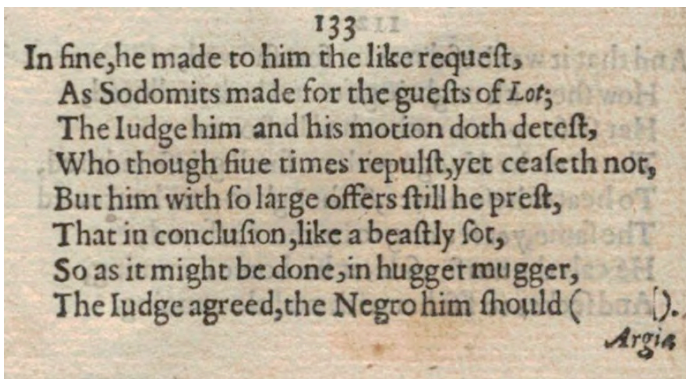 133
In fine,he made to him the like requeſt,
As Sodomits made for the gueſts of Lot;
The Iudge him and his motion doth deteſt,
Who though fiue times repulſt,yet ceaſeth not,
But him with ſo large offers ſtill he preſt,
That in concluſion,like a beaſtly ſot,
So as it might be done,in hugger mugger,
The Iudge agreed,the Negro him ſhould ( ).
Argia